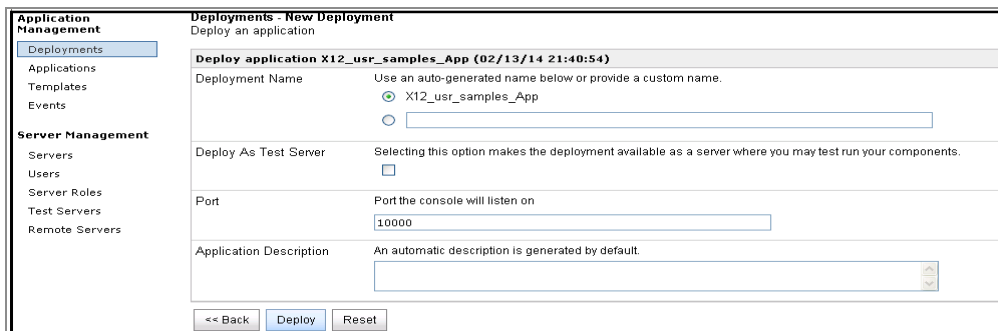 Application
Management
Deployments
Applications
Templates
Events
Server Management
Servers
Users
Server Roles
Test Servers
Remote Servers
Deployments - New Deployment
Deploy an application
Deploy application X12_usr_samples_App (02/13/14 21:40:54)
Deployment Name
Use an auto-generated name below or provide a custom name.
X12_usr_samples_App
Deploy As Test Server
Selecting this option makes the deployment available as a server where you may test run your components.
Port
Port the console will listen on
10000
Application Description
An automatic description is generated by default.
<< Back
Deploy
Reset